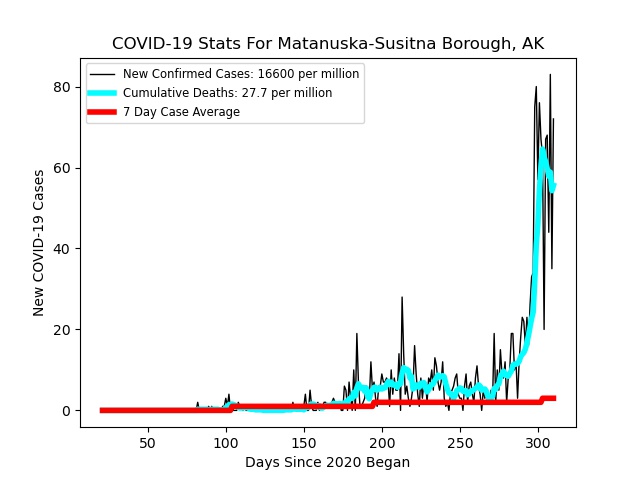 COVID-19 Stats For Matanuska-Susitna Borough, AK
New Confirmed Cases: 16600 per million
Cumulative Deaths: 27.7 per million
7 Day Case Average
80
60
40
20
0
New COVID-19 Cases
50 100 150 200 250 300
Days Since 2020 Began